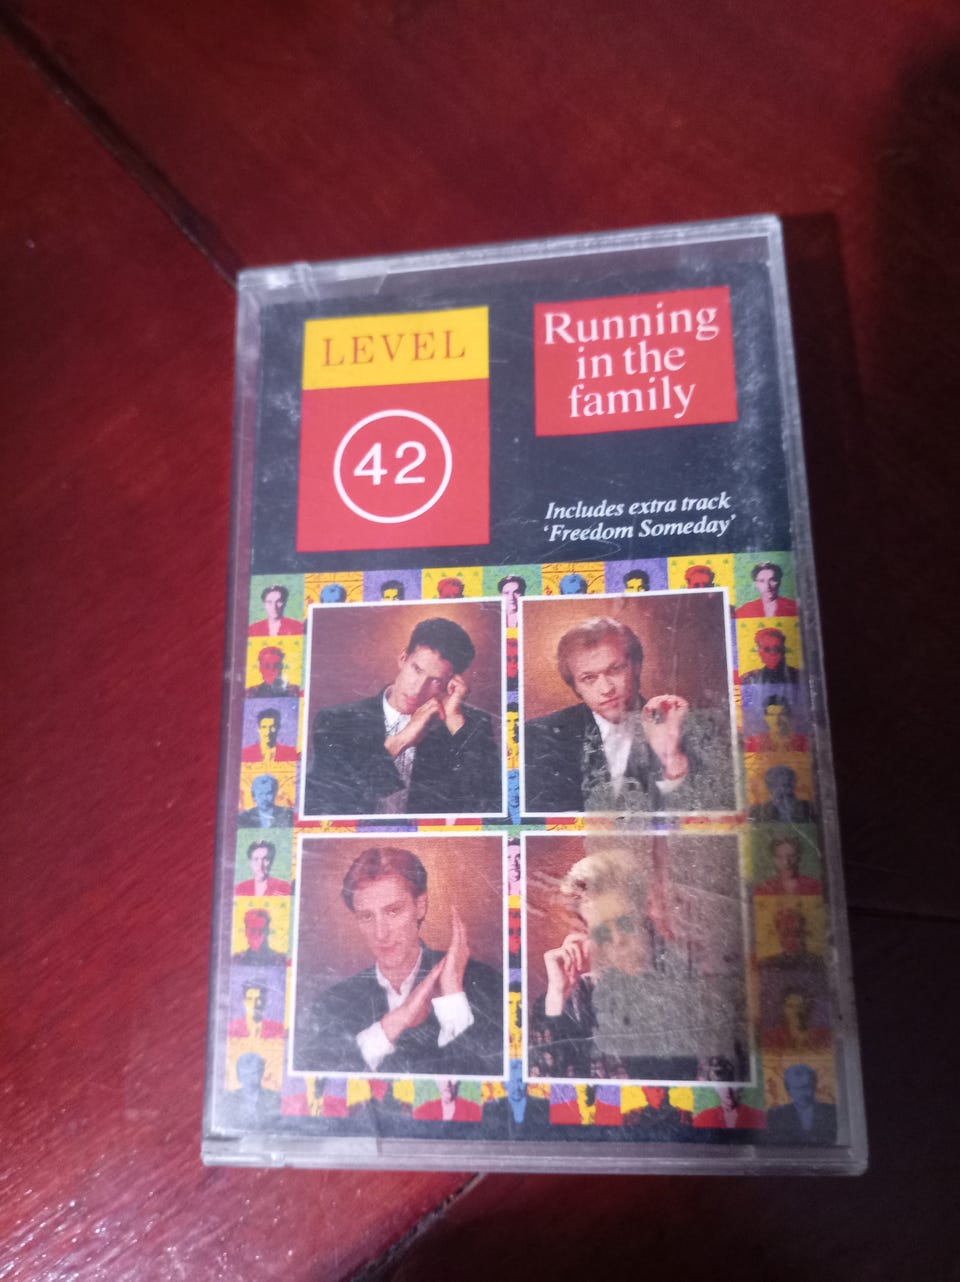 LEVEL
42
Running
in the
family
Includes extra track
‘Freedom Someday’